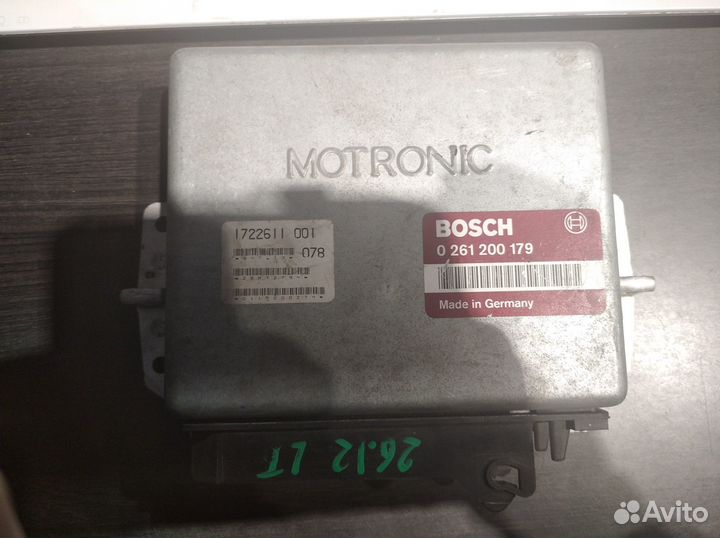 MOTRONIC
1722611 001
078
BOSCH
0 261 200 179
Made in Germany
26.12 LT
Avito